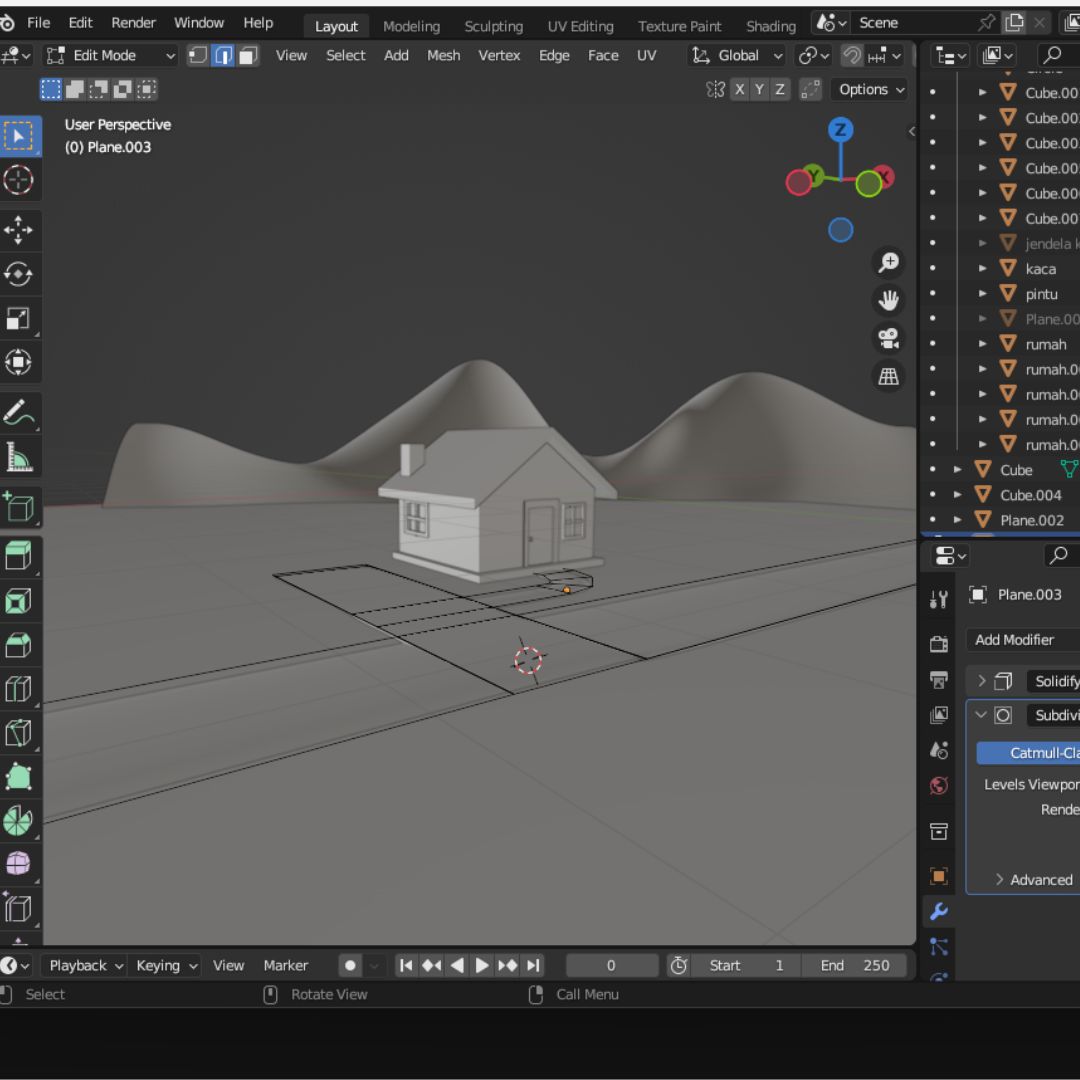 File Edit Render Window Help Layout Modeling Sculpting UV Editing Texture Paint Shading Scene
Edit Mode View Select Add Mesh Vertex Edge Face UV Global
X Y Z Options
User Perspective
(0) Plane.003
Z
Y X
Cube.00
Cube.00
Cube.00
Cube.00
Cube.00
Cube.00
jendela k
kaca
pintu
Plane.00
rumah
rumah.0
rumah.0
rumah.0
rumah.0
Cube
Cube.004
Plane.002
Plane.003
Add Modifier
Solidify
Subdivi
Catmull-Cla
Levels Viewpor
Rende
Advanced
Playback Keying View Marker 0 Start 1 End 250
Select Rotate View Call Menu